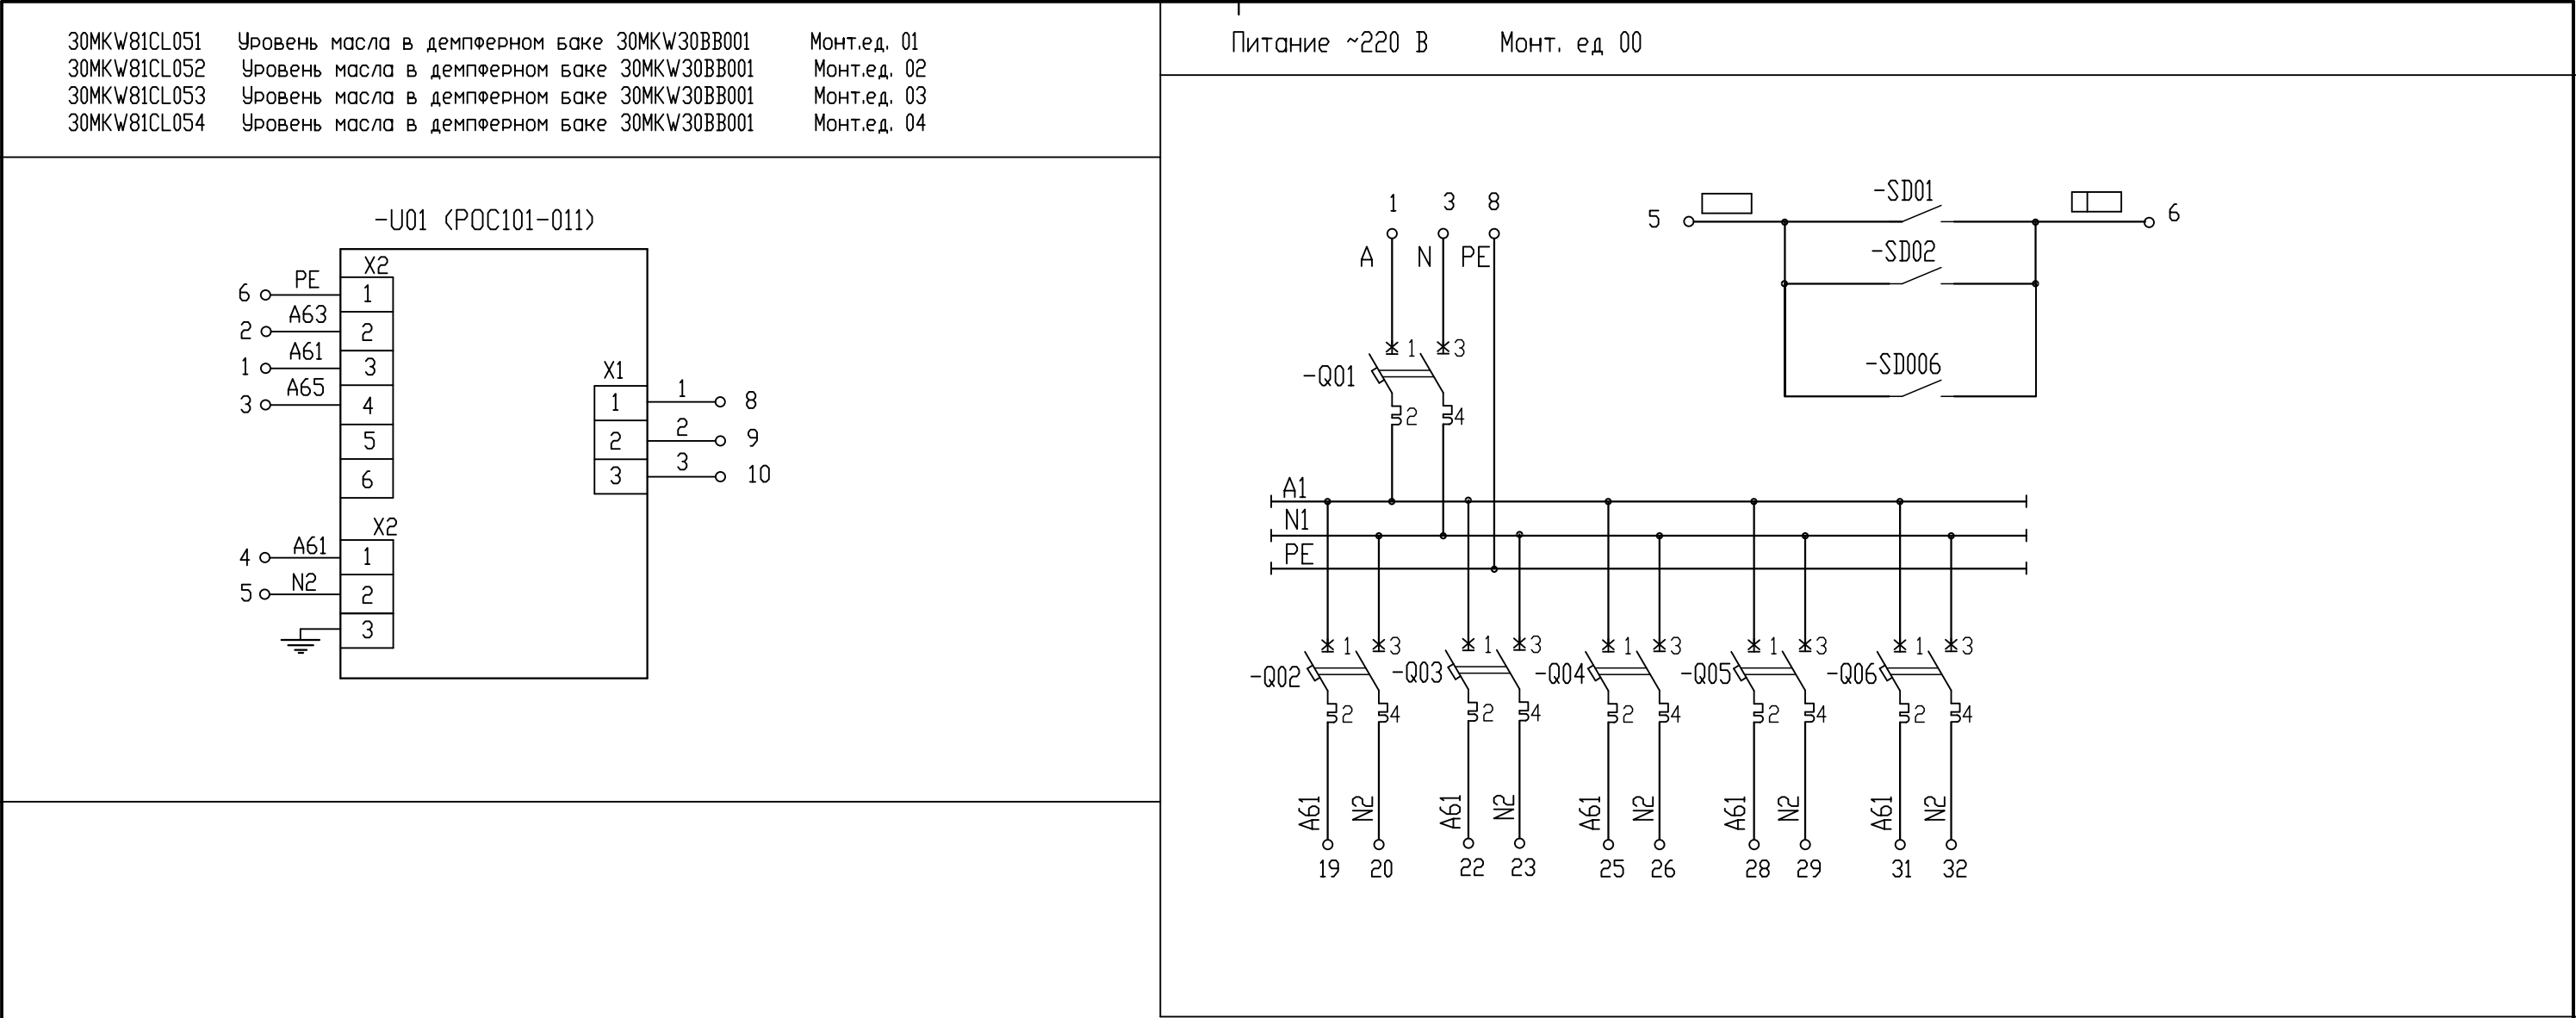 30MKW81CL051 Уровень масла в демпферном баке 30MKW30BB001 Монт.ед. 01
30MKW81CL052 Уровень масла в демпферном баке 30MKW30BB001 Монт.ед. 02
30MKW81CL053 Уровень масла в демпферном баке 30MKW30BB001 Монт.ед. 03
30MKW81CL054 Уровень масла в демпферном баке 30MKW30BB001 Монт.ед. 04
-U01 (РОС101-011)
X2
6 PE 1
2 A63 2
1 A61 3
3 A65 4
5
6
X1
1 1 8
2 2 9
3 3 10
X2
4 A61 1
5 N2 2
3
Питание ~220 В Монт. ед 00
1 3 8
A N PE
-Q01 1 3
2 4
5 -SD01 6
-SD02
-SD006
A1
N1
PE
-Q02 1 3 -Q03 1 3 -Q04 1 3 -Q05 1 3 -Q06 1 3
2 4 2 4 2 4 2 4 2 4
A61 N2 A61 N2 A61 N2 A61 N2 A61 N2
19 20 22 23 25 26 28 29 31 32